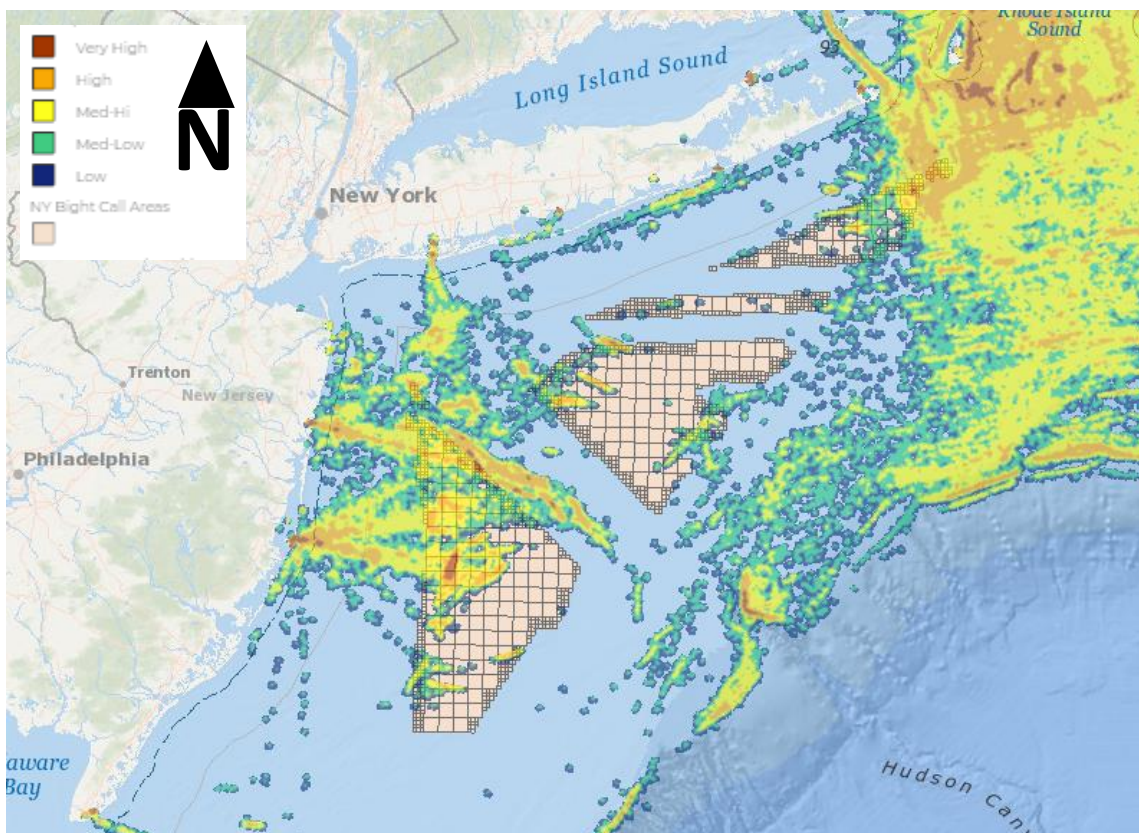 Very High
High
Med-Hi
Med-Low
Low
NY Bight Call Areas
N
Rhode Island
Sound
93
Long Island Sound
New York
Trenton
New Jersey
Philadelphia
aware
Bay
Hudson Can